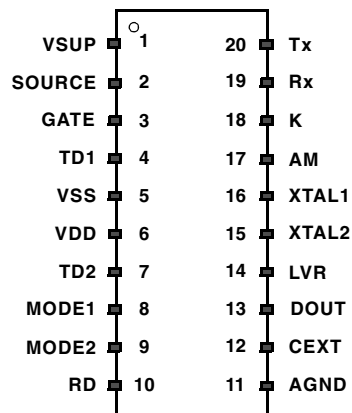 VSUP 1 20 Tx
SOURCE 2 19 Rx
GATE 3 18 K
TD1 4 17 AM
VSS 5 16 XTAL1
VDD 6 15 XTAL2
TD2 7 14 LVR
MODE1 8 13 DOUT
MODE2 9 12 CEXT
RD 10 11 AGND